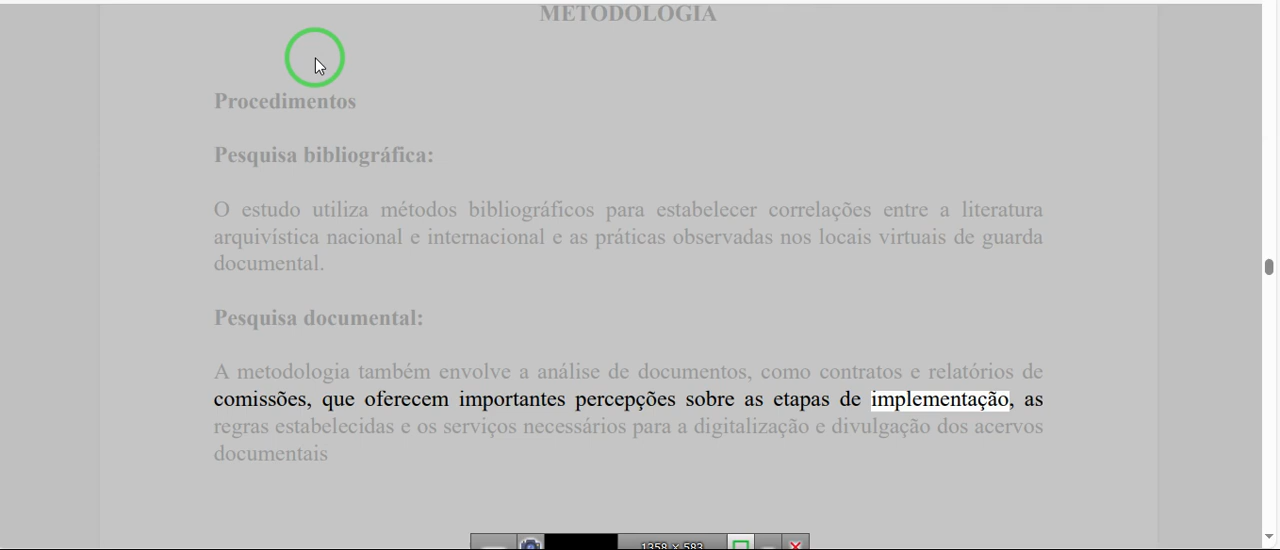 METODOLOGIA
Procedimentos
Pesquisa bibliográfica:
O estudo utiliza métodos bibliográficos para estabelecer correlações entre a literatura
arquivística nacional e internacional e as práticas observadas nos locais virtuais de guarda
documental.
Pesquisa documental:
A metodologia também envolve a análise de documentos, como contratos e relatórios de
comissões, que oferecem importantes percepções sobre as etapas de implementação, as
regras estabelecidas e os serviços necessários para a digitalização e divulgação dos acervos
documentais
1358 x 583